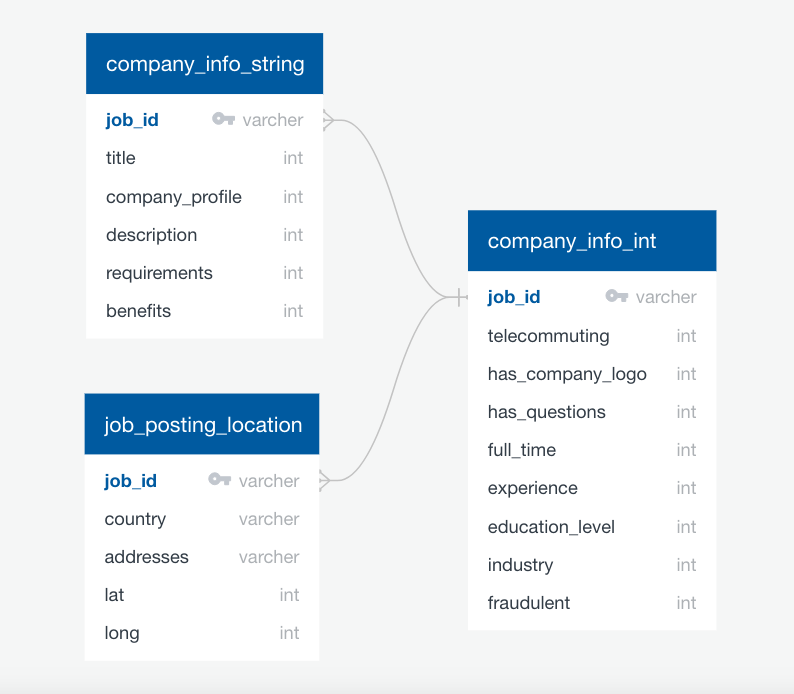 company_info_string
job_id varcher
title int
company_profile int
description int
requirements int
benefits int
job_posting_location
job_id varcher
country varcher
addresses varcher
lat int
long int
company_info_int
job_id varcher
telecommuting int
has_company_logo int
has_questions int
full_time int
experience int
education_level int
industry int
fraudulent int